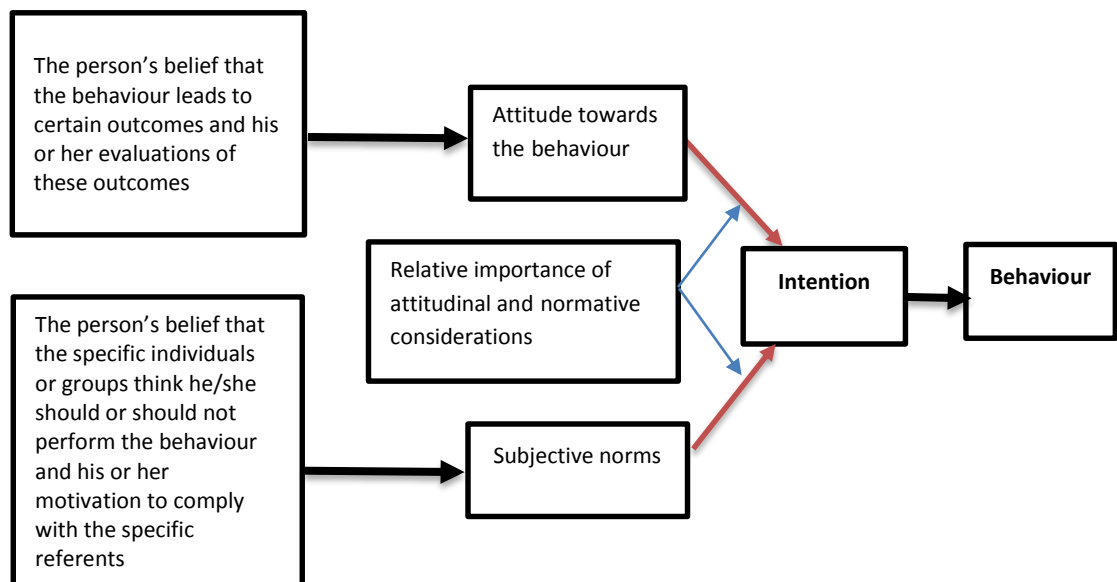 The person’s belief that
the behaviour leads to
certain outcomes and his
or her evaluations of
these outcomes
Attitude towards
the behaviour
Relative importance of
attitudinal and normative
considerations
Intention
Behaviour
The person’s belief that
the specific individuals
or groups think he/she
should or should not
perform the behaviour
and his or her
motivation to comply
with the specific
referents
Subjective norms